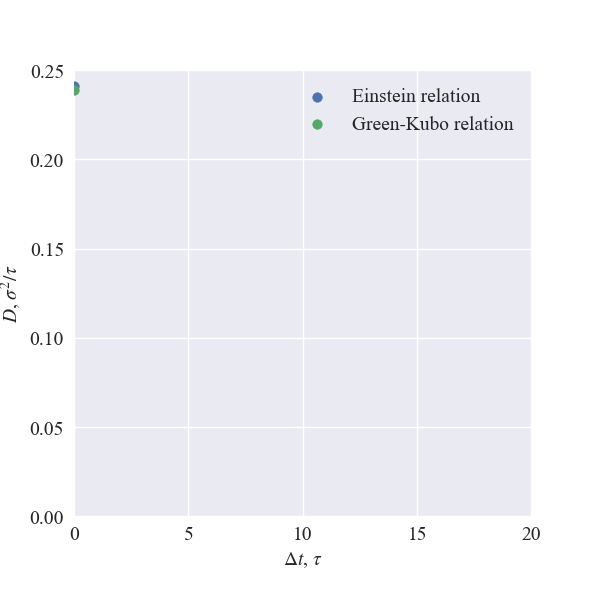 0.25
0.20
0.15
0.10
0.05
0.00
D, σ²/τ
Einstein relation
Green-Kubo relation
0 5 10 15 20
Δt, τ